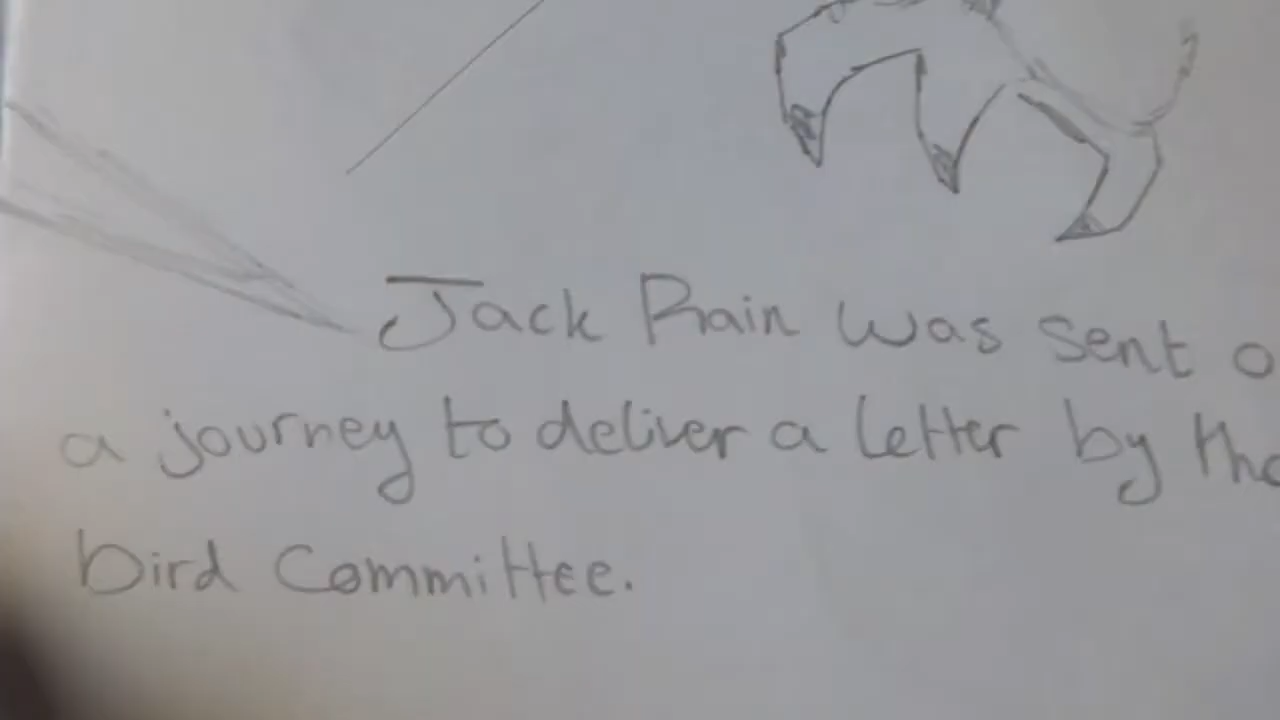 Jack Rain was sent o
a journey to deliver a letter by the
bird Committee.